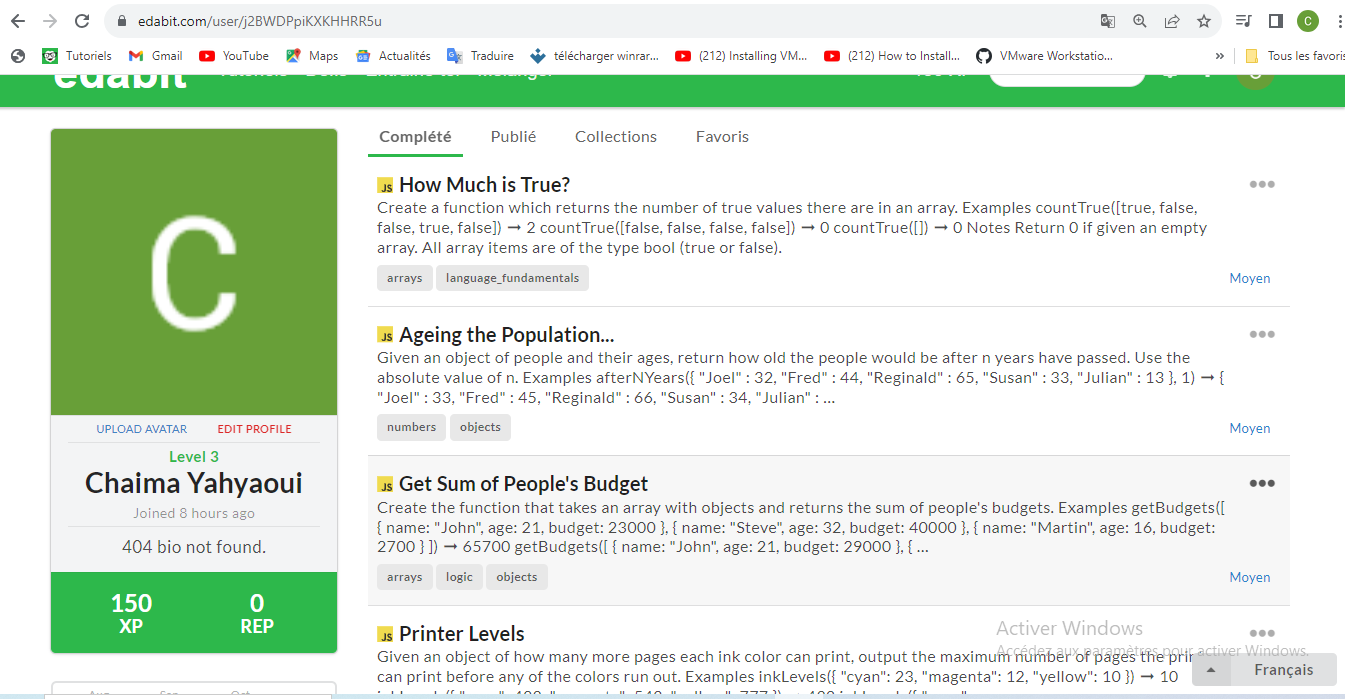 edabit.com/user/j2BWDPpiKXKHHRR5u
C
Tutoriels
Gmail
YouTube
Maps
Actualités
Traduire
télécharger winrar...
(212) Installing VM...
(212) How to Install...
VMware Workstatio...
»
Tous les favoris
edabit
C
Complété
Publié
Collections
Favoris
JS How Much is True?
Create a function which returns the number of true values there are in an array. Examples countTrue([true, false,
false, true, false]) ➞ 2 countTrue([false, false, false, false]) ➞ 0 countTrue([]) ➞ 0 Notes Return 0 if given an empty
array. All array items are of the type bool (true or false).
arrays
language_fundamentals
Moyen
JS Ageing the Population...
Given an object of people and their ages, return how old the people would be after n years have passed. Use the
absolute value of n. Examples afterNYears({ "Joel" : 32, "Fred" : 44, "Reginald" : 65, "Susan" : 33, "Julian" : 13 }, 1) ➞ {
"Joel" : 33, "Fred" : 45, "Reginald" : 66, "Susan" : 34, "Julian" : ...
numbers
objects
Moyen
UPLOAD AVATAR
EDIT PROFILE
Level 3
Chaima Yahyaoui
Joined 8 hours ago
404 bio not found.
150
XP
0
REP
JS Get Sum of People's Budget
Create the function that takes an array with objects and returns the sum of people's budgets. Examples getBudgets([
{ name: "John", age: 21, budget: 23000 }, { name: "Steve", age: 32, budget: 40000 }, { name: "Martin", age: 16, budget:
2700 } ]) ➞ 65700 getBudgets([ { name: "John", age: 21, budget: 29000 }, { ...
arrays
logic
objects
Moyen
JS Printer Levels
Given an object of how many more pages each ink color can print, output the maximum number of pages the pri
can print before any of the colors run out. Examples inkLevels({ "cyan": 23, "magenta": 12, "yellow": 10 }) ➞ 10
Activer Windows
Accédez aux paramètres pour activer Windows.
Français